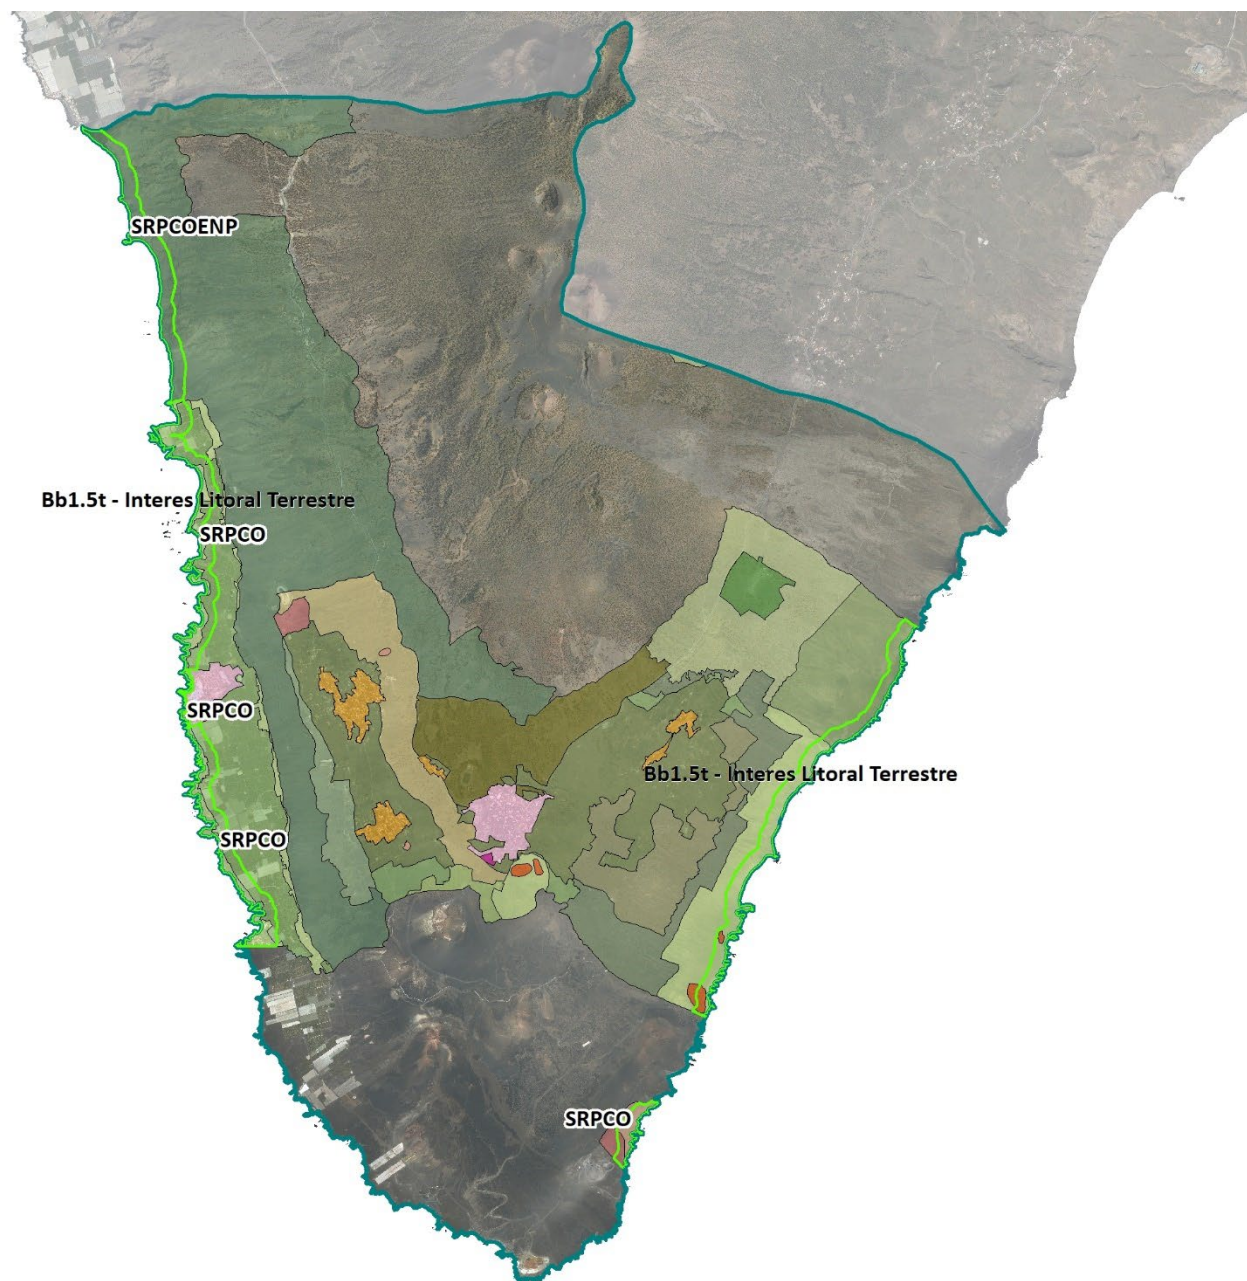 SRPCOENP
Bb1.5t - Interes Litoral Terrestre
SRPCO
SRPCO
Bb1.5t - Interes Litoral Terrestre
SRPCO
SRPCO